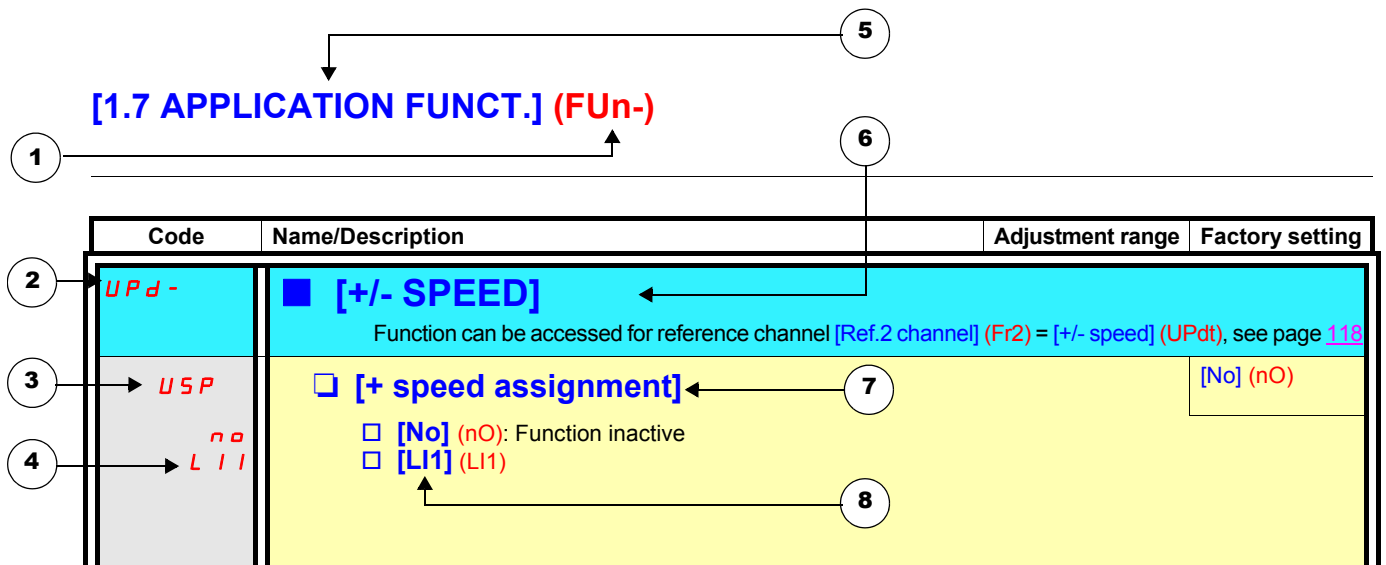 5
[1.7 APPLICATION FUNCT.] (FUn-)
1
6
Code Name/Description Adjustment range Factory setting
2
UPd- ■ [+/- SPEED]
Function can be accessed for reference channel [Ref.2 channel] (Fr2) = [+/- speed] (UPdt), see page 118
3
USP ❏ [+ speed assignment] 7 [No] (nO)
nO □ [No] (nO): Function inactive
4
LI1 □ [LI1] (LI1)
8